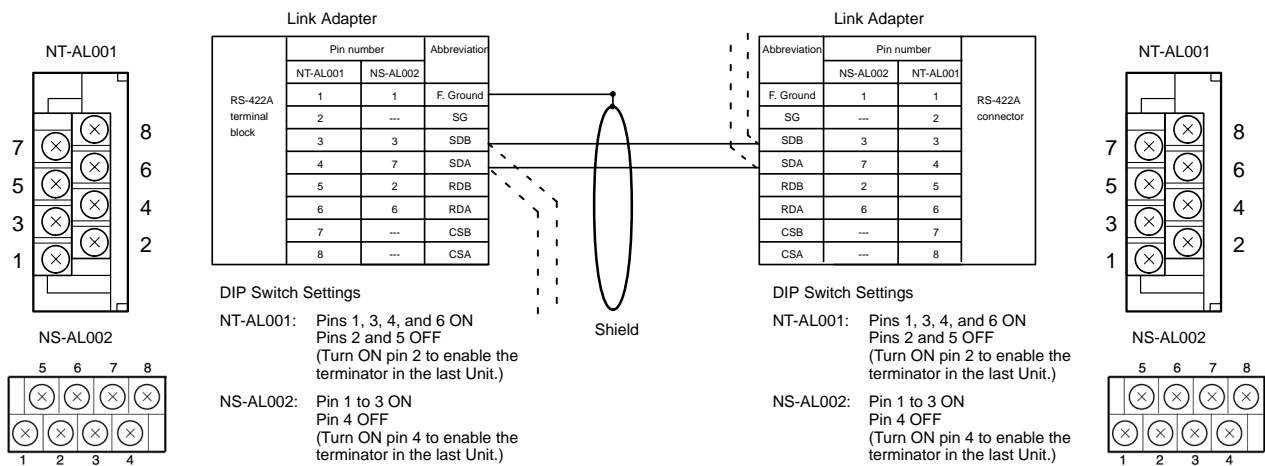 Link Adapter
NT-AL001
8
7
6
5
4
3
2
1
NS-AL002
5 6 7 8
1 2 3 4
RS-422A terminal block
Pin number Abbreviation
NT-AL001 NS-AL002
1 1 F. Ground
2 --- SG
3 3 SDB
4 7 SDA
5 2 RDB
6 6 RDA
7 --- CSB
8 --- CSA
DIP Switch Settings
NT-AL001: Pins 1, 3, 4, and 6 ON
Pins 2 and 5 OFF
(Turn ON pin 2 to enable the
terminator in the last Unit.)
NS-AL002: Pin 1 to 3 ON
Pin 4 OFF
(Turn ON pin 4 to enable the
terminator in the last Unit.)
Shield
Link Adapter
Abbreviation Pin number
NS-AL002 NT-AL001
F. Ground 1 1
SG --- 2
SDB 3 3
SDA 7 4
RDB 2 5
RDA 6 6
CSB --- 7
CSA --- 8
RS-422A
connector
DIP Switch Settings
NT-AL001: Pins 1, 3, 4, and 6 ON
Pins 2 and 5 OFF
(Turn ON pin 2 to enable the
terminator in the last Unit.)
NS-AL002: Pin 1 to 3 ON
Pin 4 OFF
(Turn ON pin 4 to enable the
terminator in the last Unit.)
NT-AL001
8
7
6
5
4
3
2
1
NS-AL002
5 6 7 8
1 2 3 4